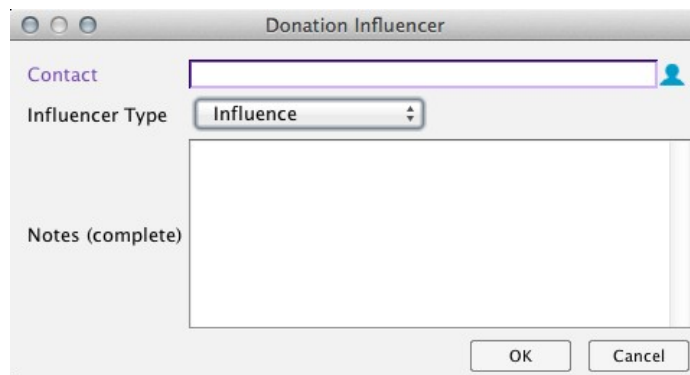 Donation Influencer
Contact
Influencer Type Influence
Notes (complete)
OK Cancel